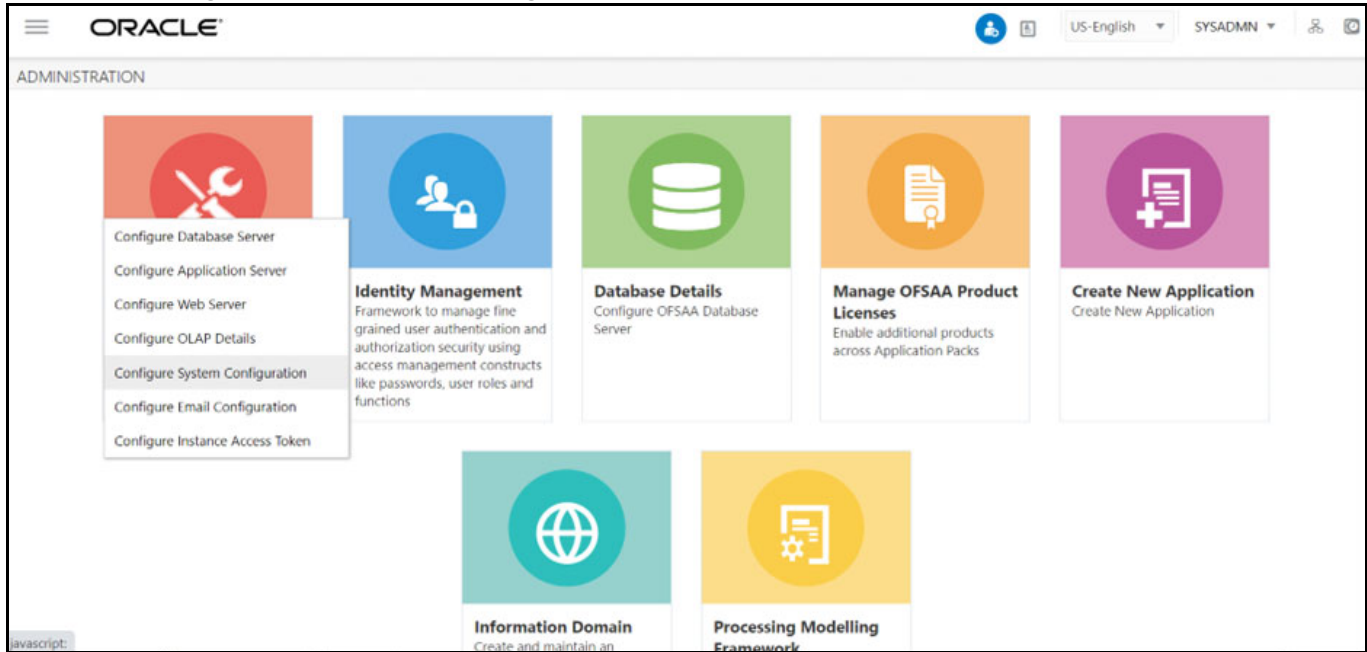 ORACLE
US-English
SYSADMN
ADMINISTRATION
Configure Database Server
Configure Application Server
Configure Web Server
Configure OLAP Details
Configure System Configuration
Configure Email Configuration
Configure Instance Access Token
Identity Management
Framework to manage fine
grained user authentication and
authorization security using
access management constructs
like passwords, user roles and
functions
Database Details
Configure OFSAA Database
Server
Manage OFSAA Product
Licenses
Enable additional products
across Application Packs
Create New Application
Create New Application
Information Domain
Create and maintain an
Processing Modelling
Framework
javascript: